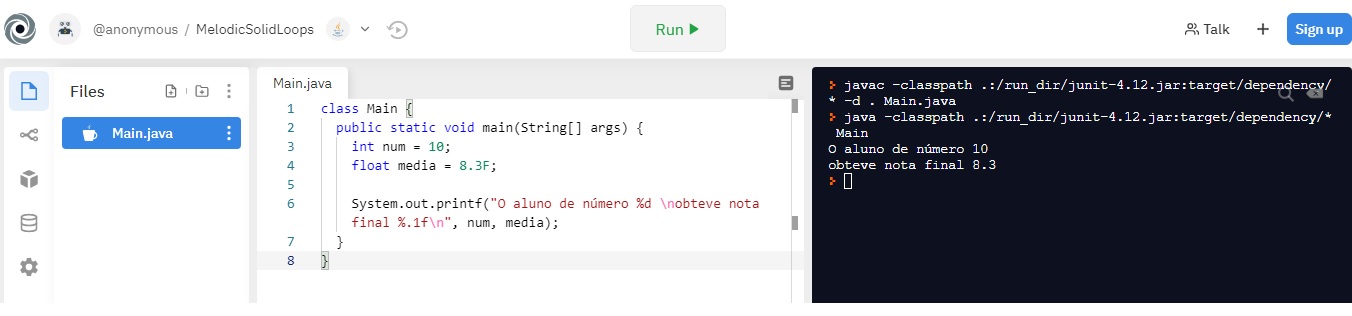 @anonymous / MelodicSolidLoops
Run
Talk
+
Sign up
Files
Main.java
Main.java
1 class Main {
2 public static void main(String[] args) {
3 int num = 10;
4 float media = 8.3F;
5
6 System.out.printf("O aluno de número %d \nobteve nota
final %.1f\n", num, media);
7 }
8 }
javac -classpath .:/run_dir/junit-4.12.jar:target/dependency/
* -d . Main.java
java -classpath .:/run_dir/junit-4.12.jar:target/dependency/*
Main
O aluno de número 10
obteve nota final 8.3